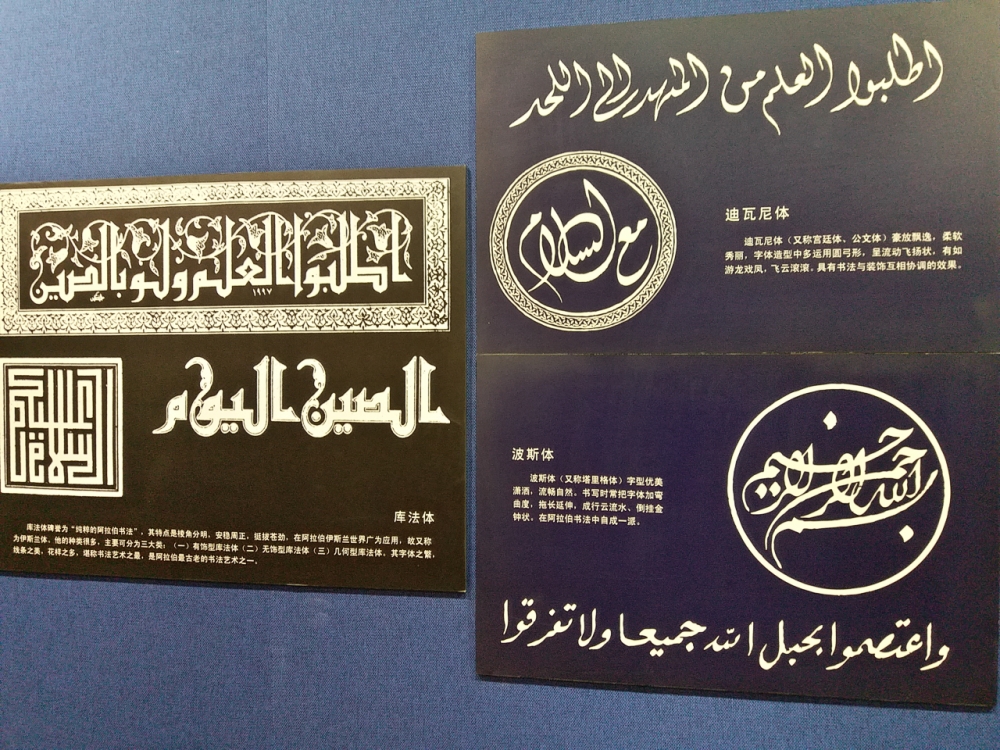 اطلبوا العلم ولو بالصين
١٩٩٧
الصين اليوم
库法体
库法体碑誉为“纯粹的阿拉伯书法”，其特点是棱角分明，安稳周正，挺拔苍劲，在阿拉伯伊斯兰世界广为应用，故又称
为伊斯兰体，他的种类很多，主要可分为三大类：（一）有饰型库法体（二）无饰型库法体（三）几何型库法体，其字体之繁，
线条之美，花样之多，堪称书法艺术之最，是阿拉伯最古老的书法艺术之一。
اطلبوا العلم من المهد إلى اللحد
مع السلام
迪瓦尼体
迪瓦尼体（又称宫廷体、公文体）豪放飘逸，柔软
秀丽，字体造型中多运用圆弓形，呈流动飞扬状，有如
游龙戏凤，飞云滚滚，具有书法与装饰互相协调的效果。
波斯体
波斯体（又称塔里格体）字型优美
潇洒，流畅自然，书写时常把字体加弯
曲度，拖长延伸，成行云流水、倒挂金
钟状，在阿拉伯书法中自成一派。
بسم الله الرحمن الرحيم
واعتصموا بحبل الله جميعا ولا تفرقوا